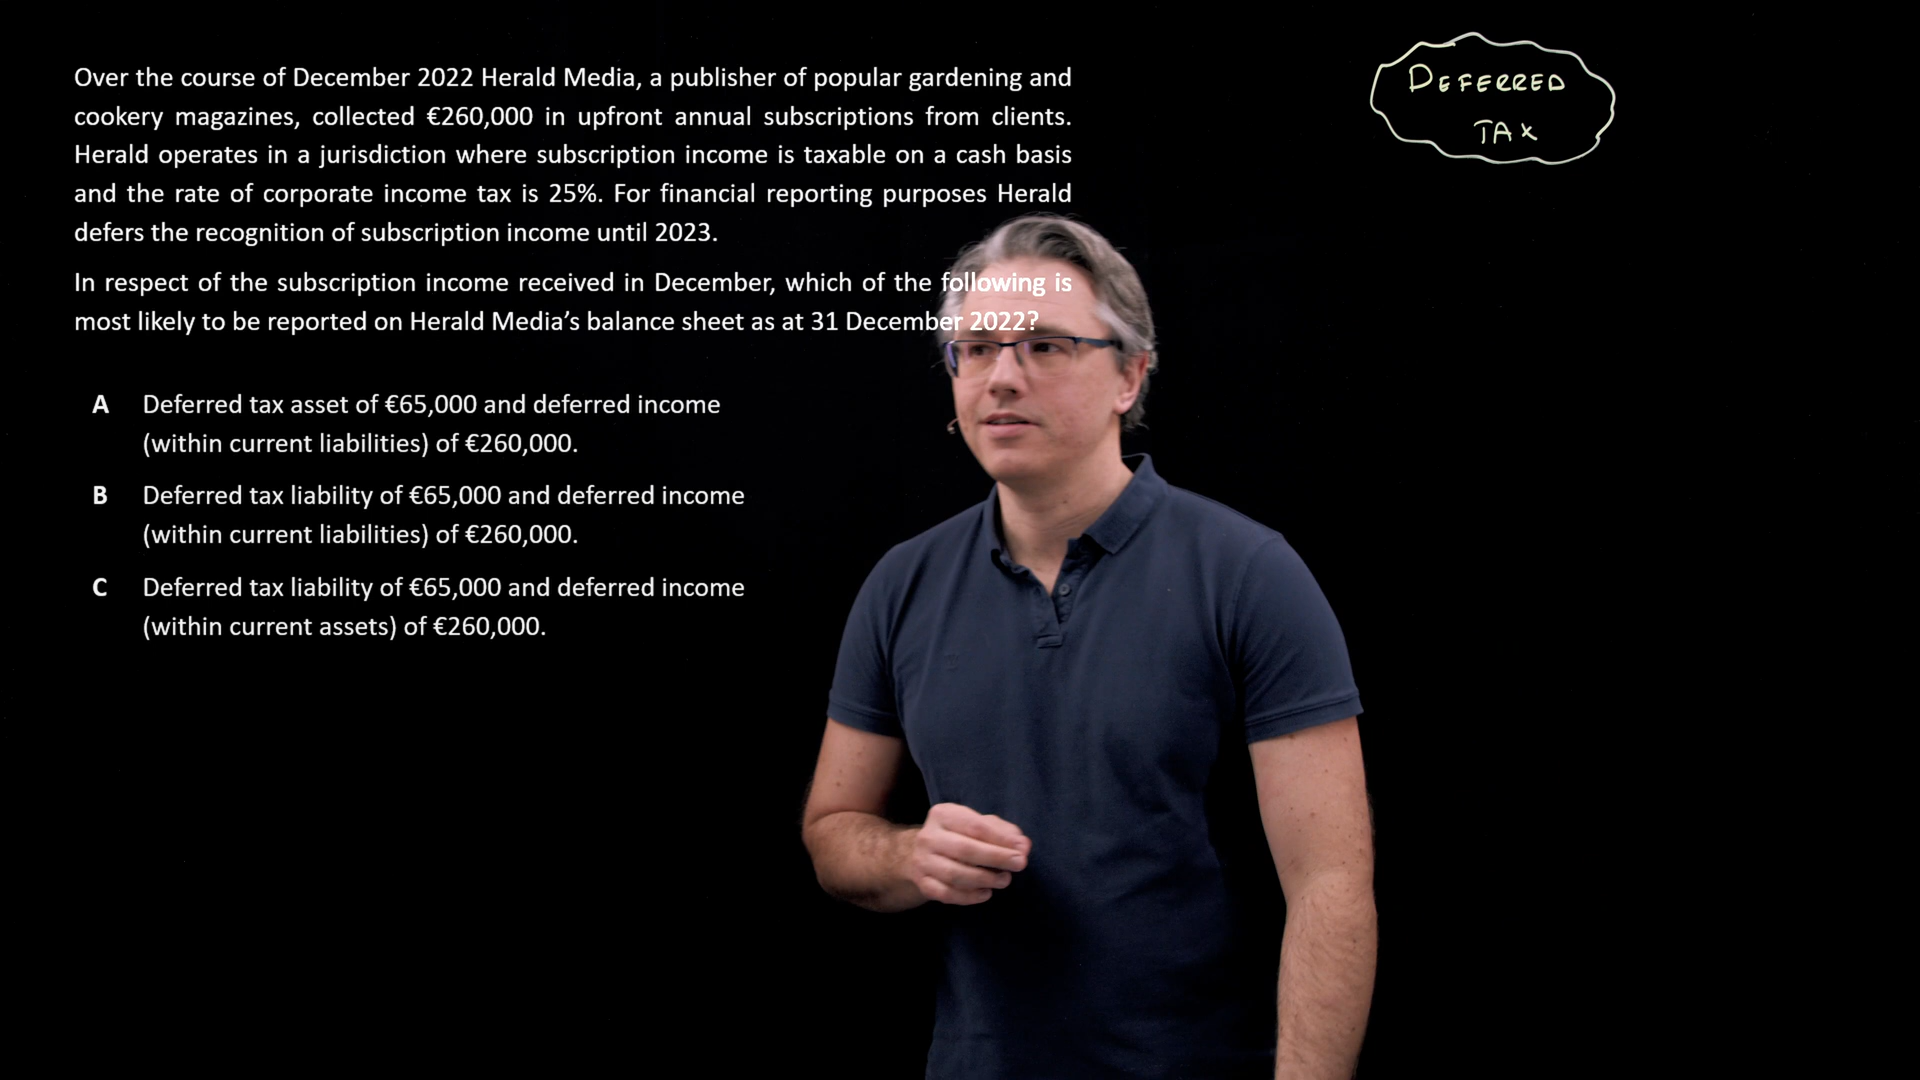 Over the course of December 2022 Herald Media, a publisher of popular gardening and
cookery magazines, collected €260,000 in upfront annual subscriptions from clients.
Herald operates in a jurisdiction where subscription income is taxable on a cash basis
and the rate of corporate income tax is 25%. For financial reporting purposes Herald
defers the recognition of subscription income until 2023.
In respect of the subscription income received in December, which of the following is
most likely to be reported on Herald Media’s balance sheet as at 31 December 2022?
A Deferred tax asset of €65,000 and deferred income
(within current liabilities) of €260,000.
B Deferred tax liability of €65,000 and deferred income
(within current liabilities) of €260,000.
C Deferred tax liability of €65,000 and deferred income
(within current assets) of €260,000.
DEFERRED
TAX